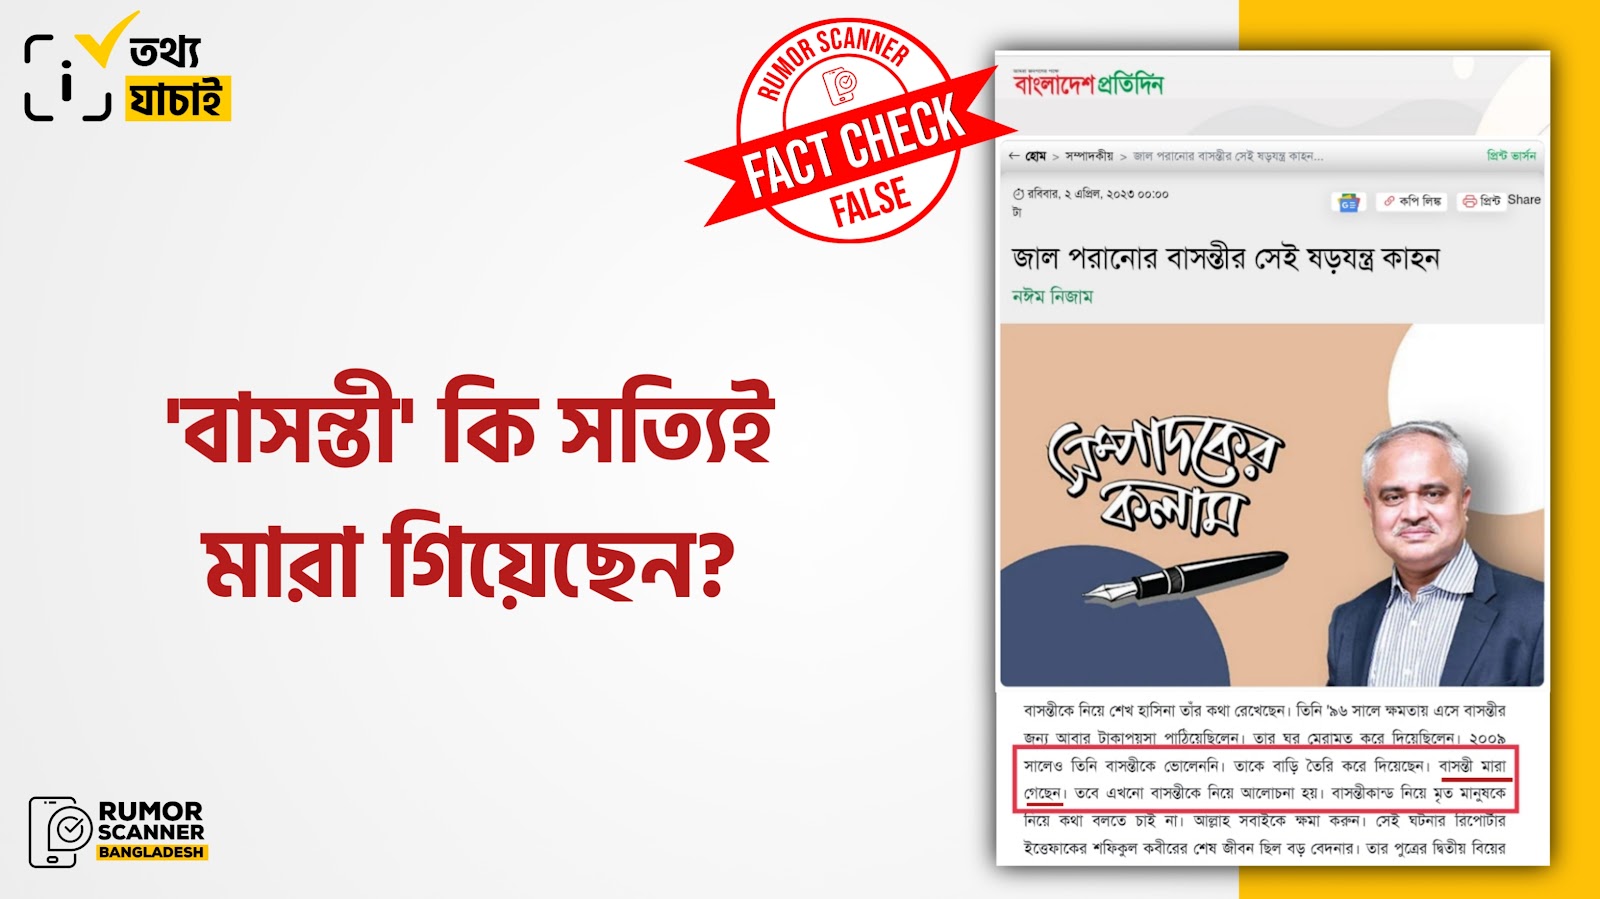 তথ্য
যাচাই
RUMOR SCANNER
FACT CHECK
FALSE
'বাসন্তী' কি সত্যিই
মারা গিয়েছেন?
RUMOR
SCANNER
BANGLADESH
বাংলাদেশ প্রতিদিন
← হোম > সম্পাদকীয় > জাল পরানোর বাসন্তীর সেই ষড়যন্ত্র কাহন...
প্রিন্ট ভার্সন
রবিবার, ২ এপ্রিল, ২০২৩ ০০:০০
টা
GE
কপি লিঙ্ক
প্রিন্ট
Share
জাল পরানোর বাসন্তীর সেই ষড়যন্ত্র কাহন
নঈম নিজাম
সম্পাদকের
কলাম
বাসন্তীকে নিয়ে শেখ হাসিনা তাঁর কথা রেখেছেন। তিনি '৯৬ সালে ক্ষমতায় এসে বাসন্তীর
জন্য আবার টাকাপয়সা পাঠিয়েছিলেন। তার ঘর মেরামত করে দিয়েছিলেন। ২০০৯
সালেও তিনি বাসন্তীকে ভোলেননি। তাকে বাড়ি তৈরি করে দিয়েছেন। বাসন্তী মারা
গেছেন। তবে এখনো বাসন্তীকে নিয়ে আলোচনা হয়। বাসন্তীকান্ড নিয়ে মৃত মানুষকে
নিয়ে কথা বলতে চাই না। আল্লাহ সবাইকে ক্ষমা করুন। সেই ঘটনার রিপোর্টার
ইত্তেফাকের শফিকুল কবীরের শেষ জীবন ছিল বড় বেদনার। তার পুত্রের দ্বিতীয় বিয়ের